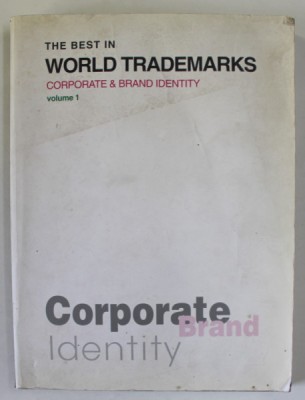 THE BEST IN
WORLD TRADEMARKS
CORPORATE & BRAND IDENTITY
volume 1
Corporate
Brand
Identity